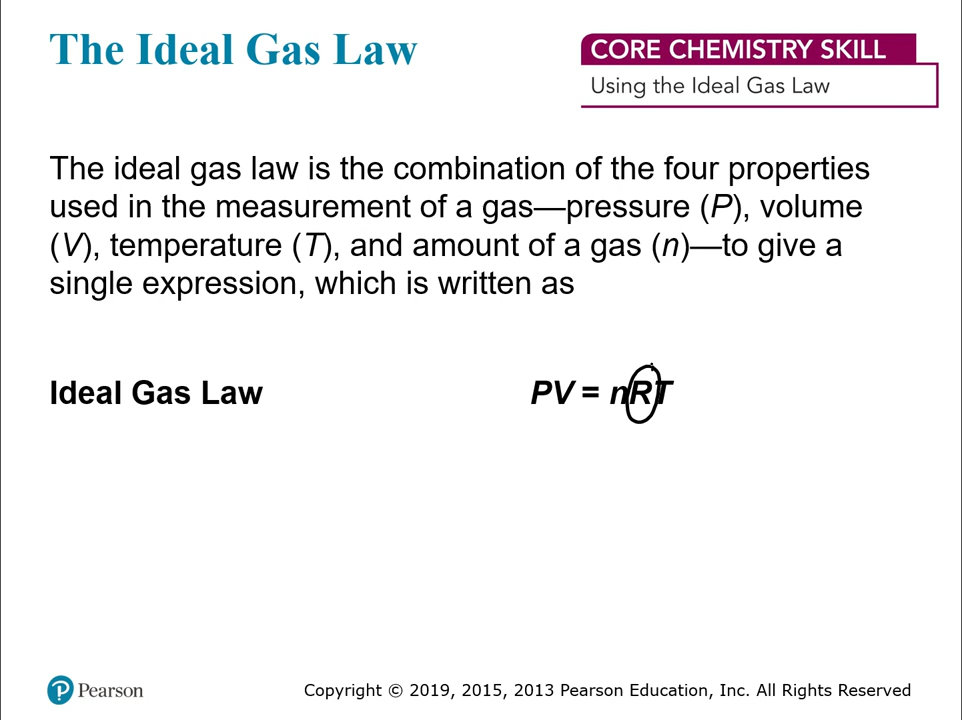 The Ideal Gas Law
CORE CHEMISTRY SKILL
Using the Ideal Gas Law
The ideal gas law is the combination of the four properties
used in the measurement of a gas—pressure (P), volume
(V), temperature (T), and amount of a gas (n)—to give a
single expression, which is written as
Ideal Gas Law PV = nRT
Pearson
Copyright © 2019, 2015, 2013 Pearson Education, Inc. All Rights Reserved